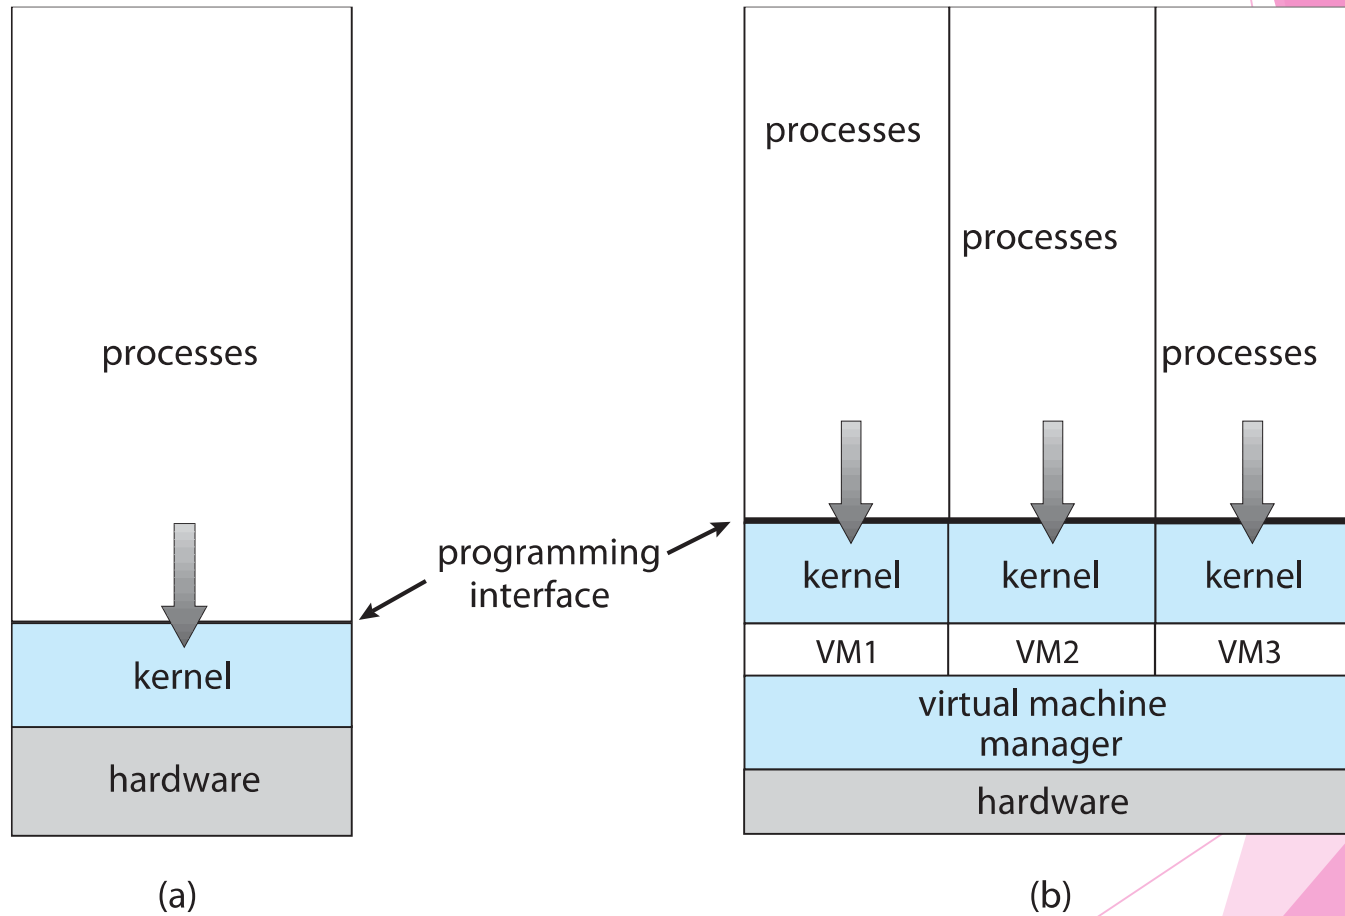 processes
kernel
hardware
(a)
programming
interface
processes
processes
processes
kernel
kernel
kernel
VM1
VM2
VM3
virtual machine
manager
hardware
(b)